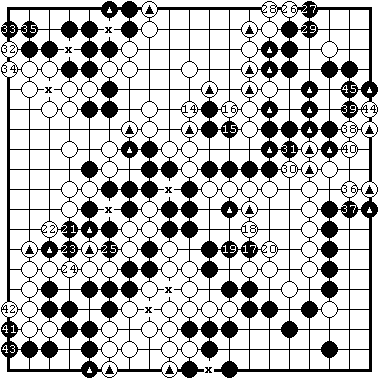 28 26 27
33 35 x 29
32 x
34
x 45
14 16 39 44
15 38
31 40
30
x 36
x 37
22 21 18
23 25 19 17 20
24
x
42 x
41
43
x